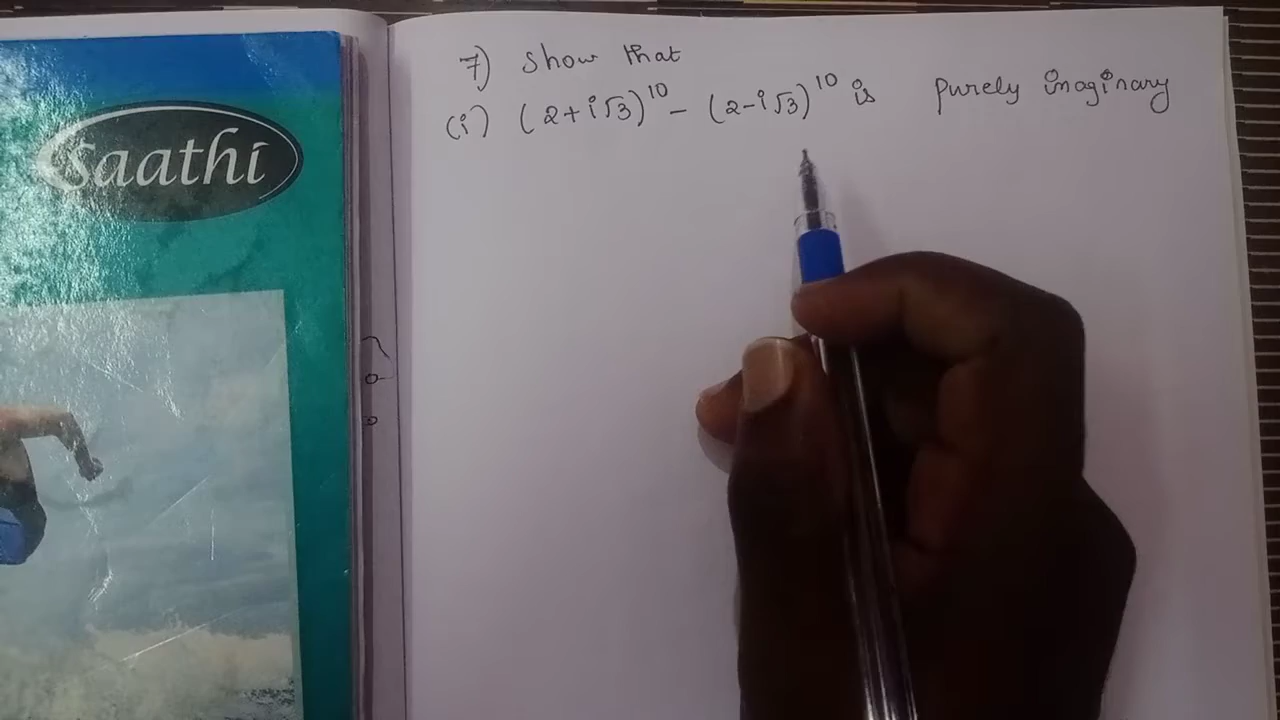 Saathi
7) Show that
(i) (2+i√3)^10 - (2-i√3)^10 is purely imaginary